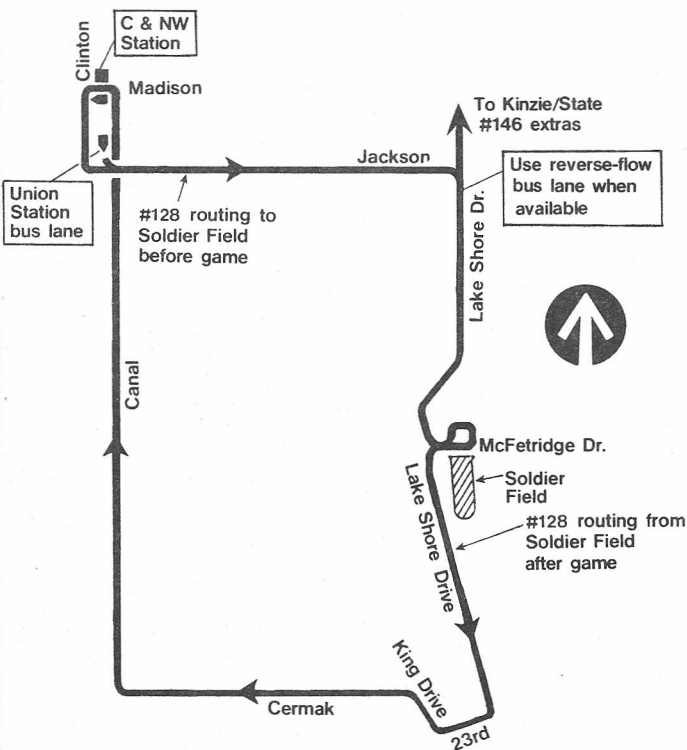 C & NW
Station
Clinton
Madison
To Kinzie/State
#146 extras
Jackson
Use reverse-flow
bus lane when
available
Union
Station
bus lane
#128 routing to
Soldier Field
before game
Lake Shore Dr.
Canal
McFetridge Dr.
Soldier
Field
Lake Shore Drive
#128 routing from
Soldier Field
after game
King Drive
Cermak
23rd